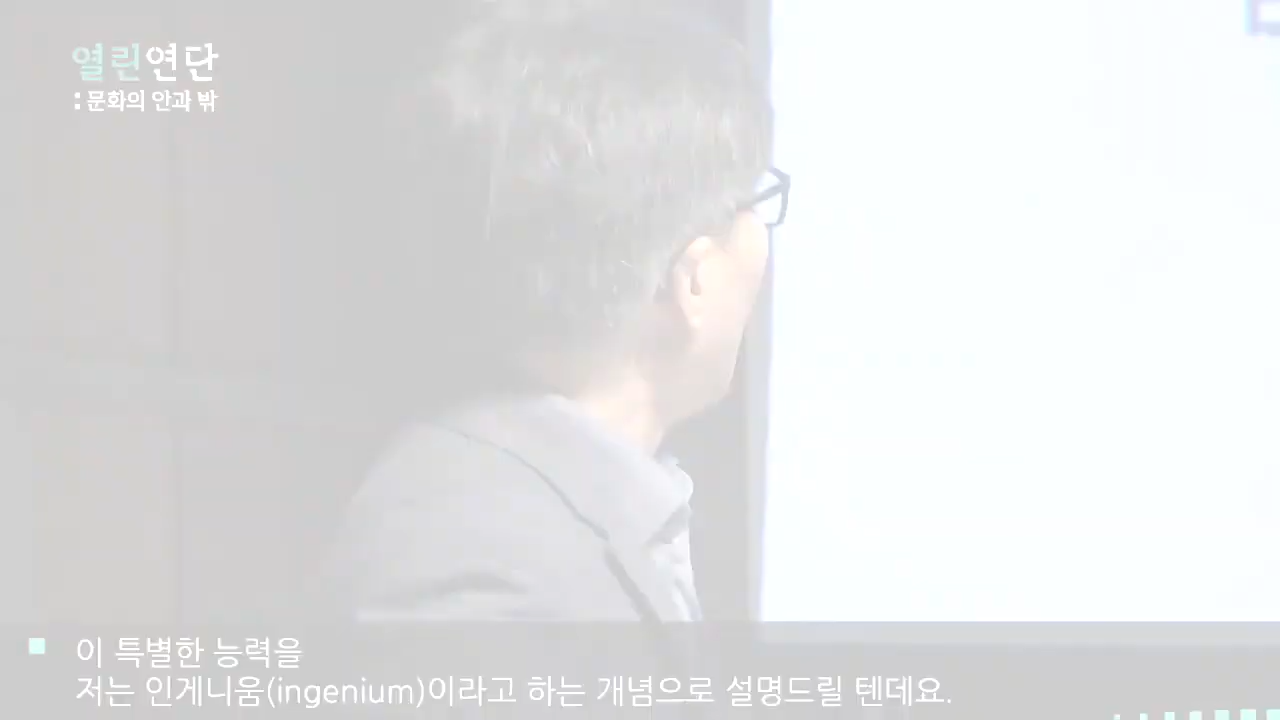 열린연단
: 문화의 안과 밖
이 특별한 능력을
저는 인게니움(ingenium)이라고 하는 개념으로 설명드릴 텐데요.